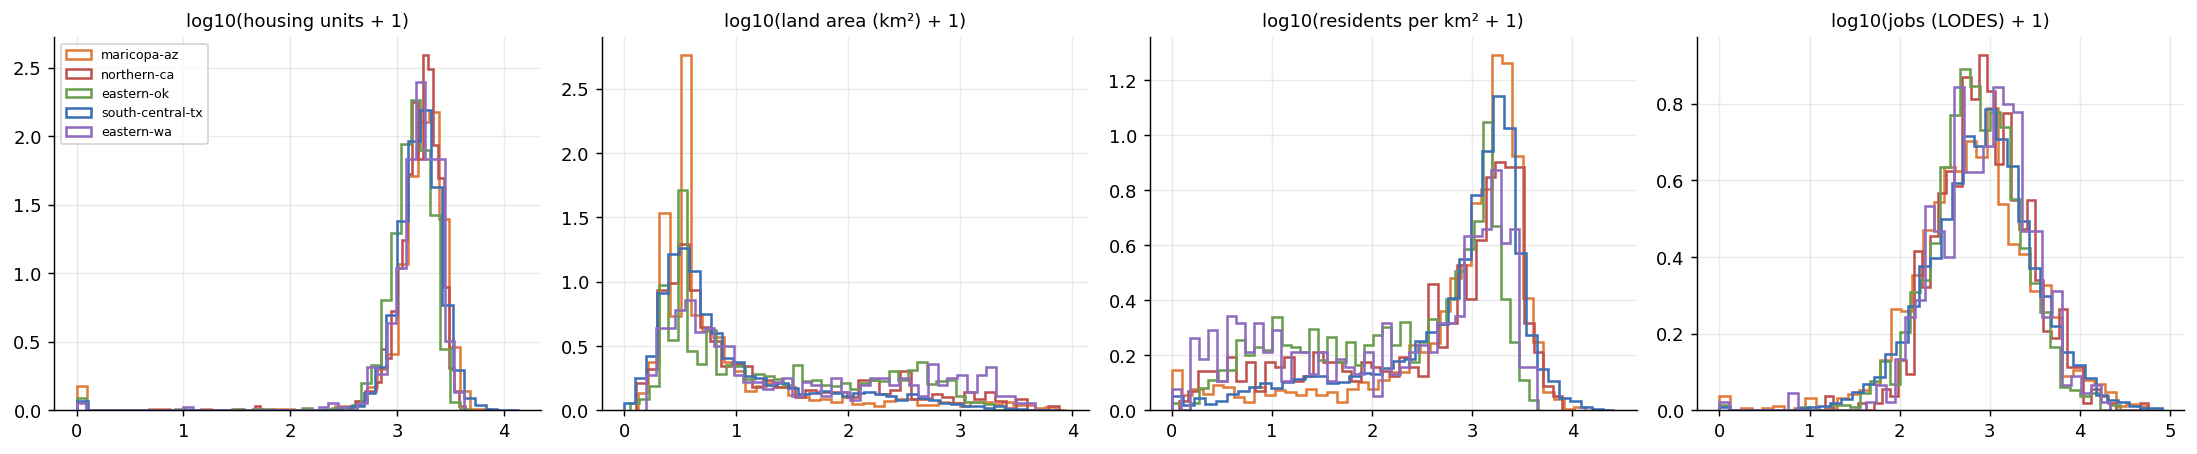 log10(housing units + 1)
maricopa-az
northern-ca
eastern-ok
south-central-tx
eastern-wa
0.0
0.5
1.0
1.5
2.0
2.5
0 1 2 3 4
log10(land area (km²) + 1)
0.0
0.5
1.0
1.5
2.0
2.5
0 1 2 3 4
log10(residents per km² + 1)
0.0
0.2
0.4
0.6
0.8
1.0
1.2
0 1 2 3 4
log10(jobs (LODES) + 1)
0.0
0.2
0.4
0.6
0.8
0 1 2 3 4 5